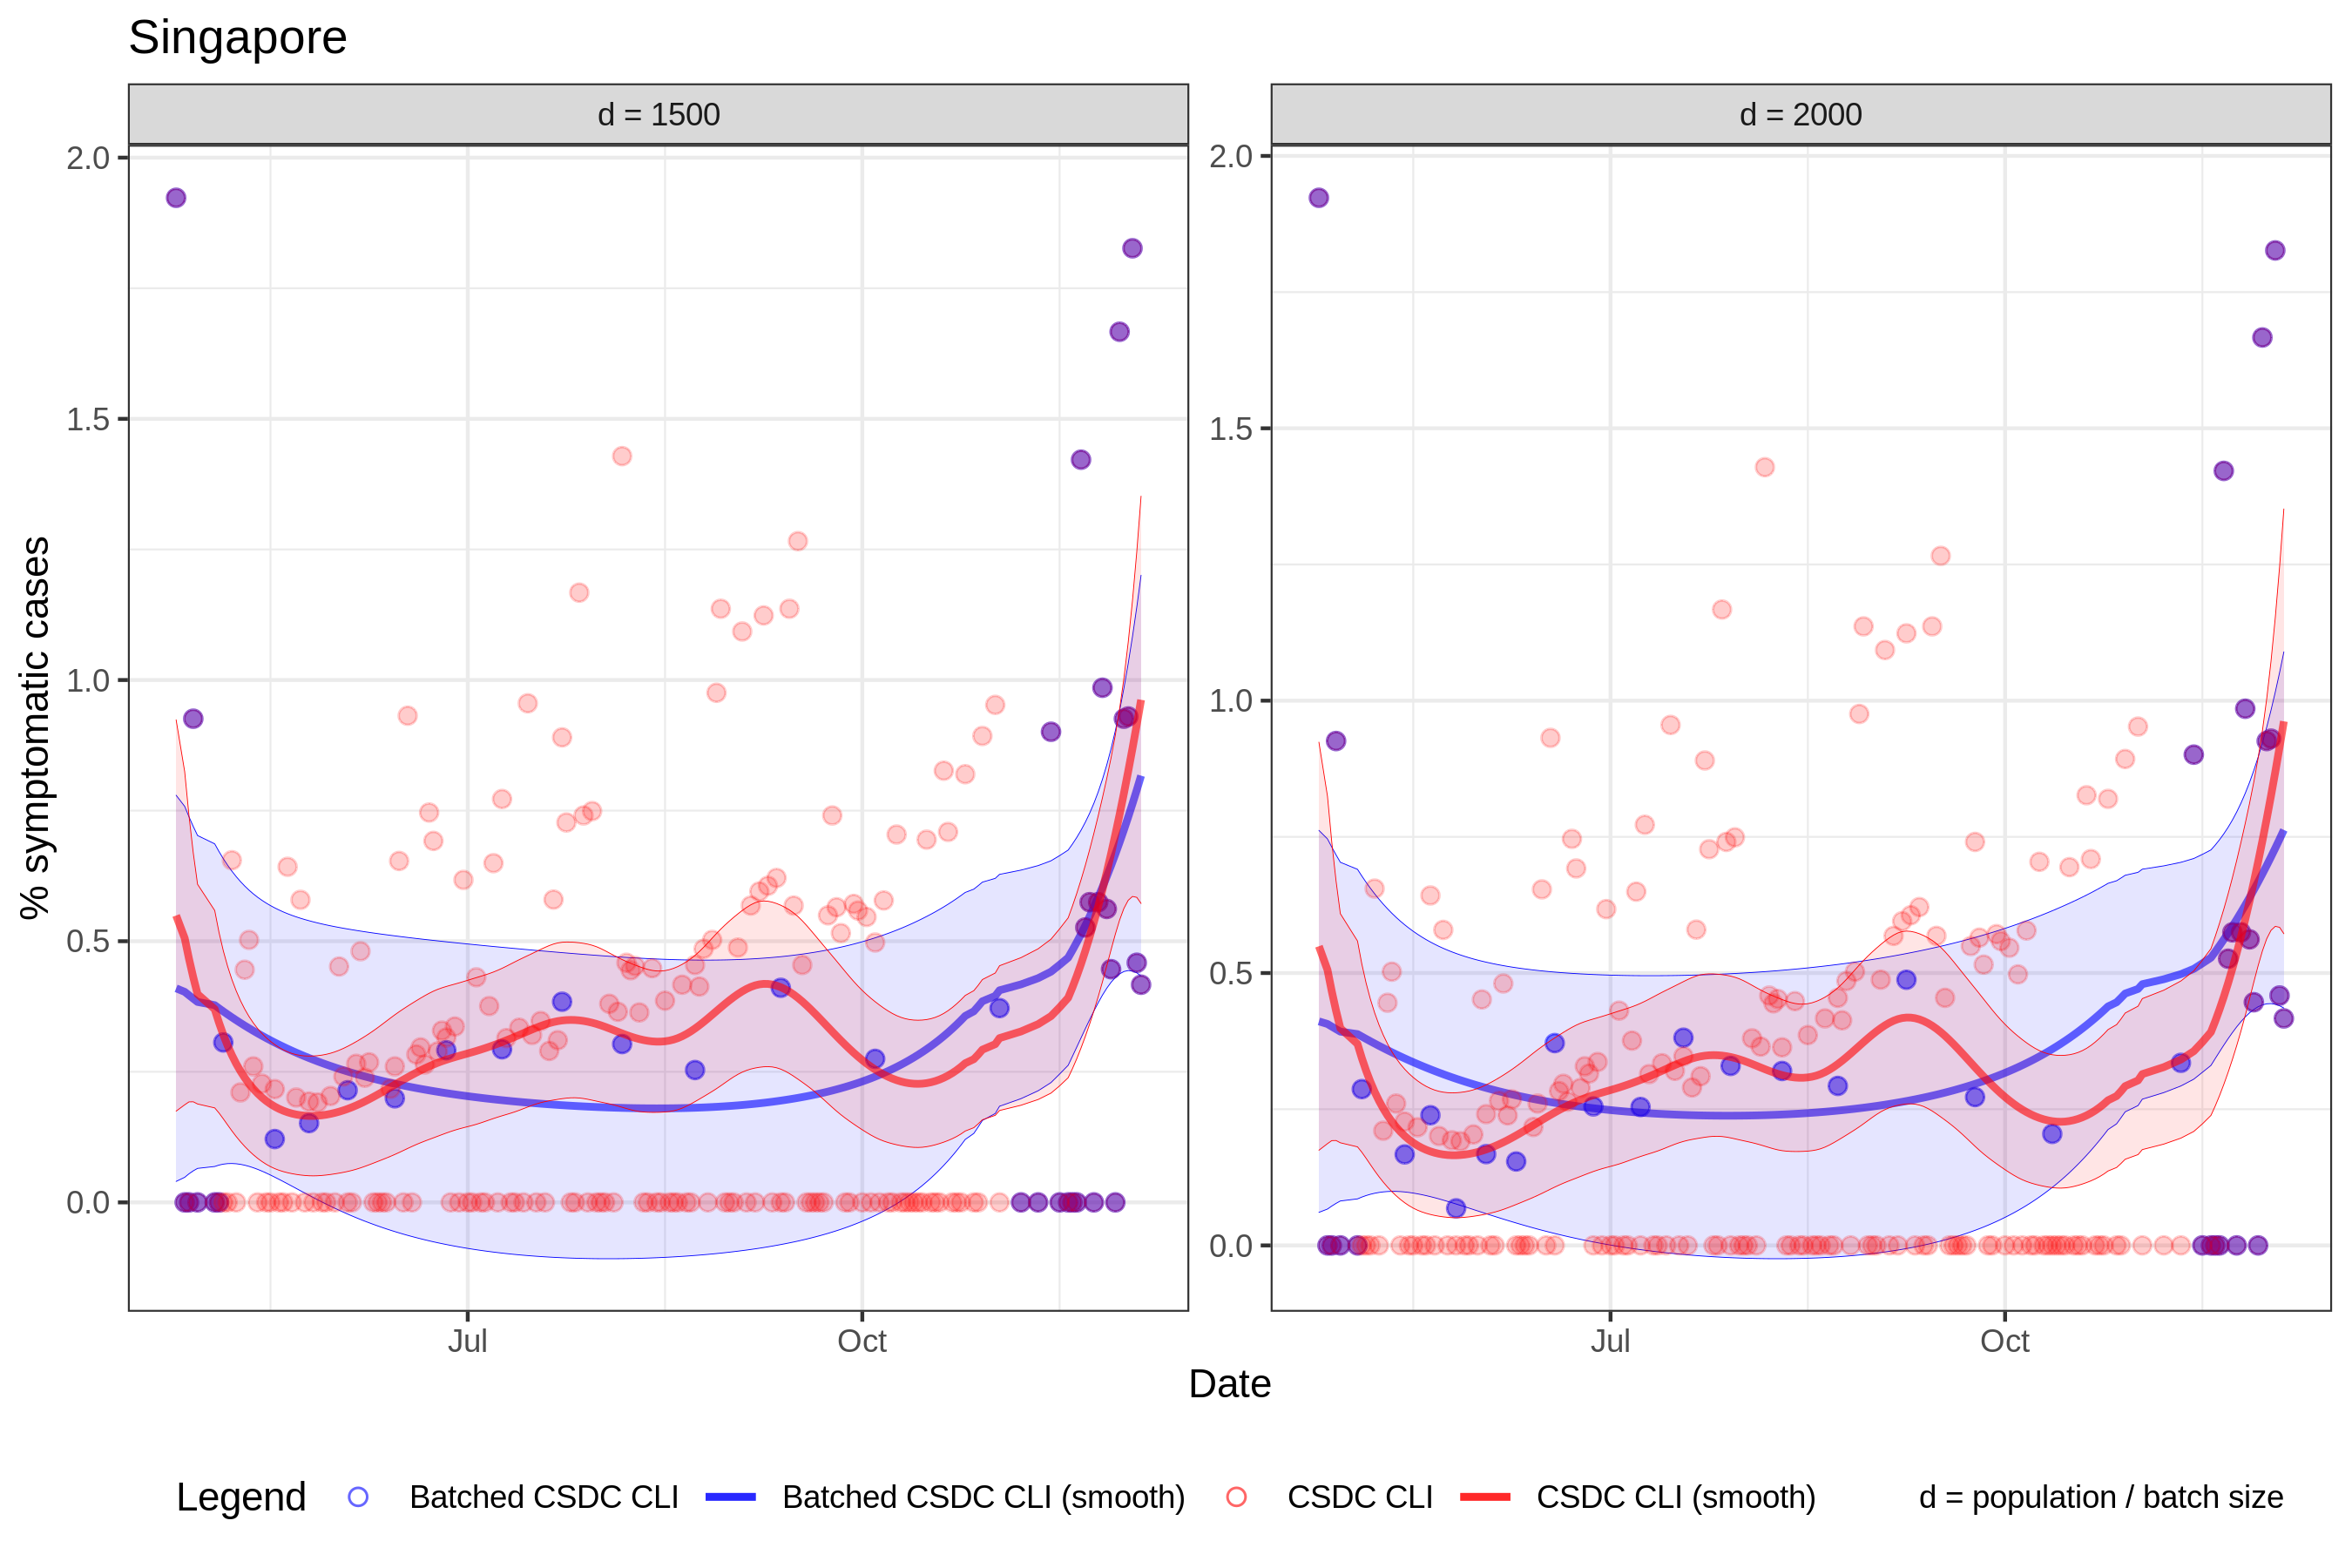 Singapore
d = 1500
d = 2000
2.0
1.5
1.0
0.5
0.0
2.0
1.5
1.0
0.5
0.0
% symptomatic cases
Jul
Oct
Jul
Oct
Date
Legend
Batched CSDC CLI
Batched CSDC CLI (smooth)
CSDC CLI
CSDC CLI (smooth)
d = population / batch size